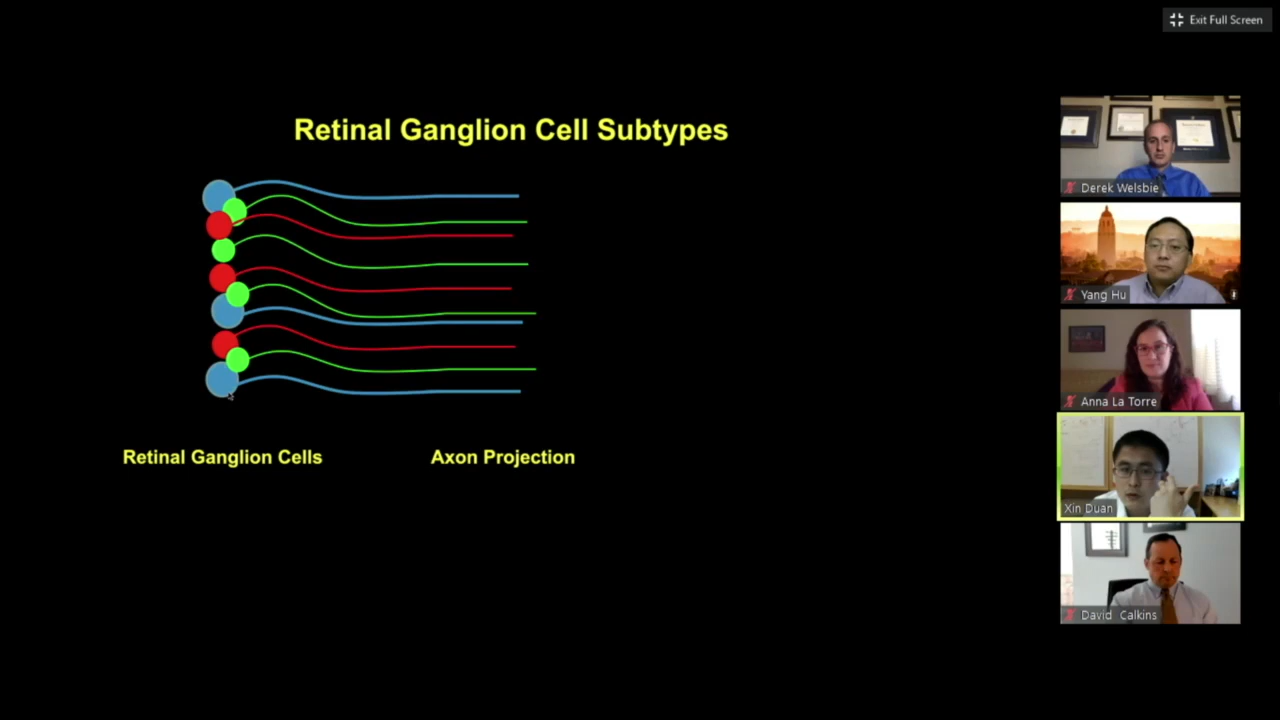 Exit Full Screen
Retinal Ganglion Cell Subtypes
Derek Welsbie
Yang Hu
Anna La Torre
Retinal Ganglion Cells
Axon Projection
Xin Duan
David Calkins